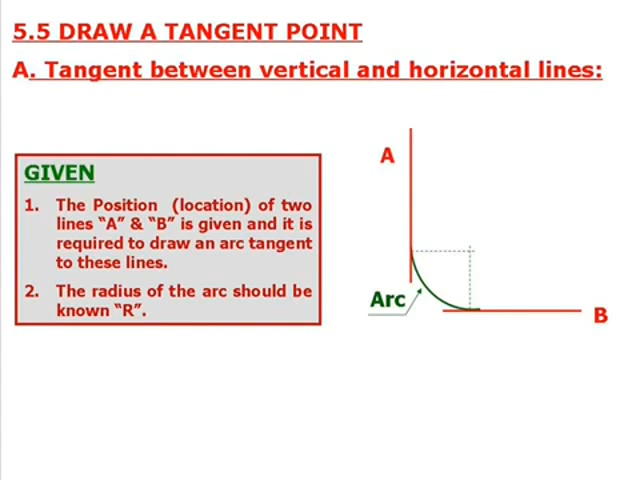 5.5 DRAW A TANGENT POINT
A. Tangent between vertical and horizontal lines:
GIVEN
1. The Position (location) of two
lines “A” & “B” is given and it is
required to draw an arc tangent
to these lines.
2. The radius of the arc should be
known “R”.
A
Arc
B